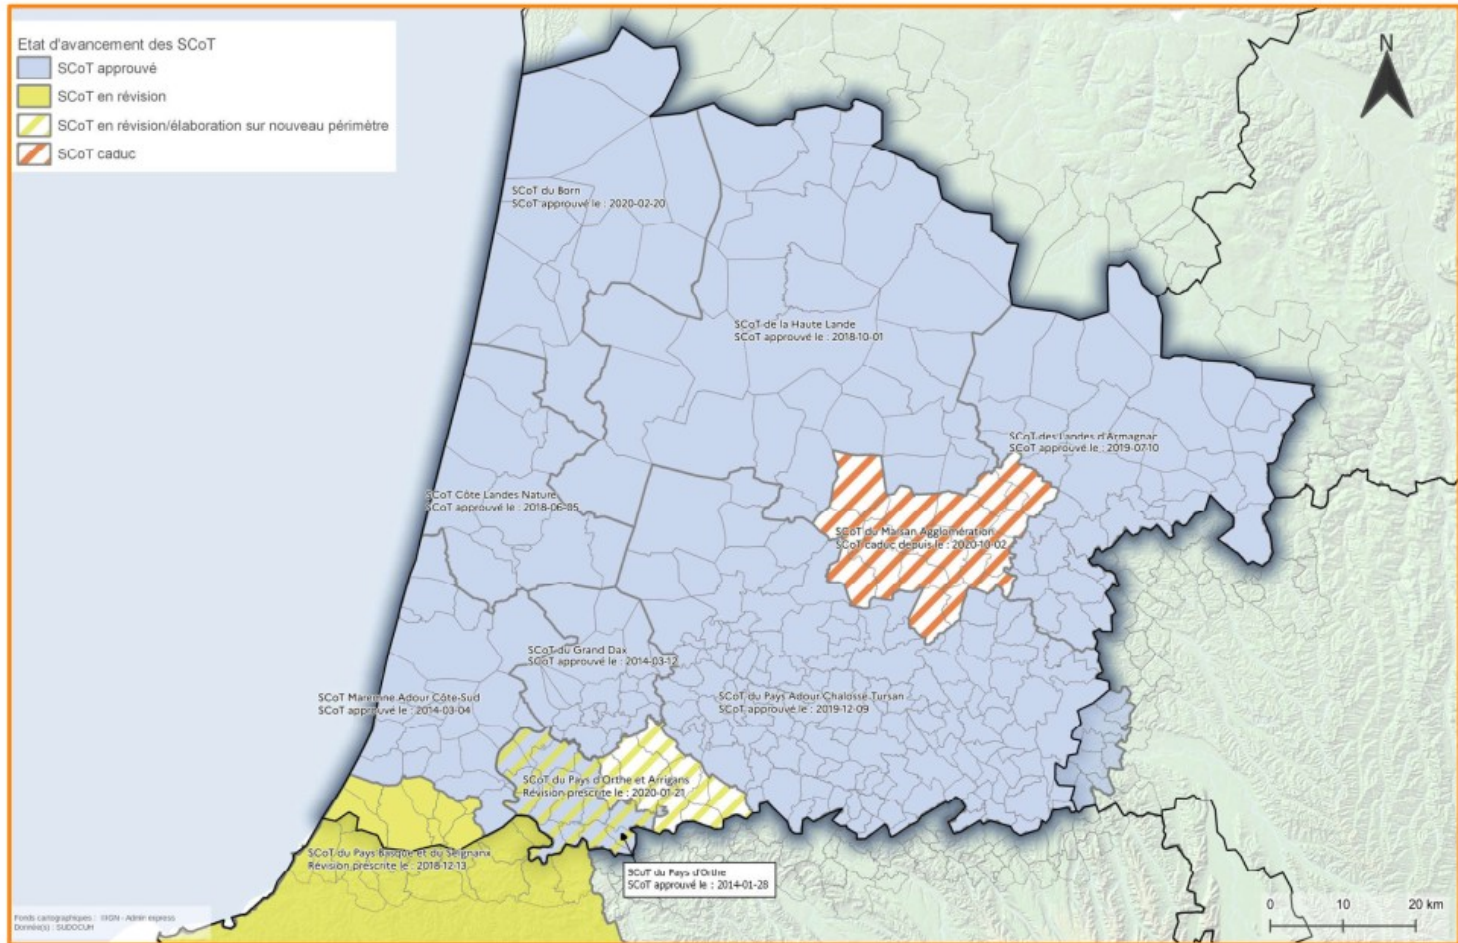 Etat d'avancement des SCoT
SCoT approuvé
SCoT en révision
SCoT en révision/élaboration sur nouveau périmètre
SCoT caduc
N
SCoT du Born
SCoT approuvé le : 2020-02-20
SCoT de la Haute Lande
SCoT approuvé le : 2018-10-01
SCoT des Landes d'Armagnac
SCoT approuvé le : 2019-07-10
SCoT Côte Landes Nature
SCoT approuvé le : 2018-06-05
SCoT du Marsan Agglomération
SCoT caduc depuis le : 2020-10-02
SCoT du Grand Dax
SCoT approuvé le : 2014-03-12
SCoT Maremne Adour Côte-Sud
SCoT approuvé le : 2014-03-04
SCoT du Pays Adour Chalosse Tursan
SCoT approuvé le : 2019-12-09
SCoT du Pays d'Orthe et Arrigans
Révision prescrite le : 2020-01-21
SCoT du Pays Basque et du Seignanx
Révision prescrite le : 2018-12-13
SCoT du Pays d'Orthe
SCoT approuvé le : 2014-01-28
Fonds cartographiques : ©IGN - Admin express
Donnée(s) : SUDOCUH
0 10 20 km